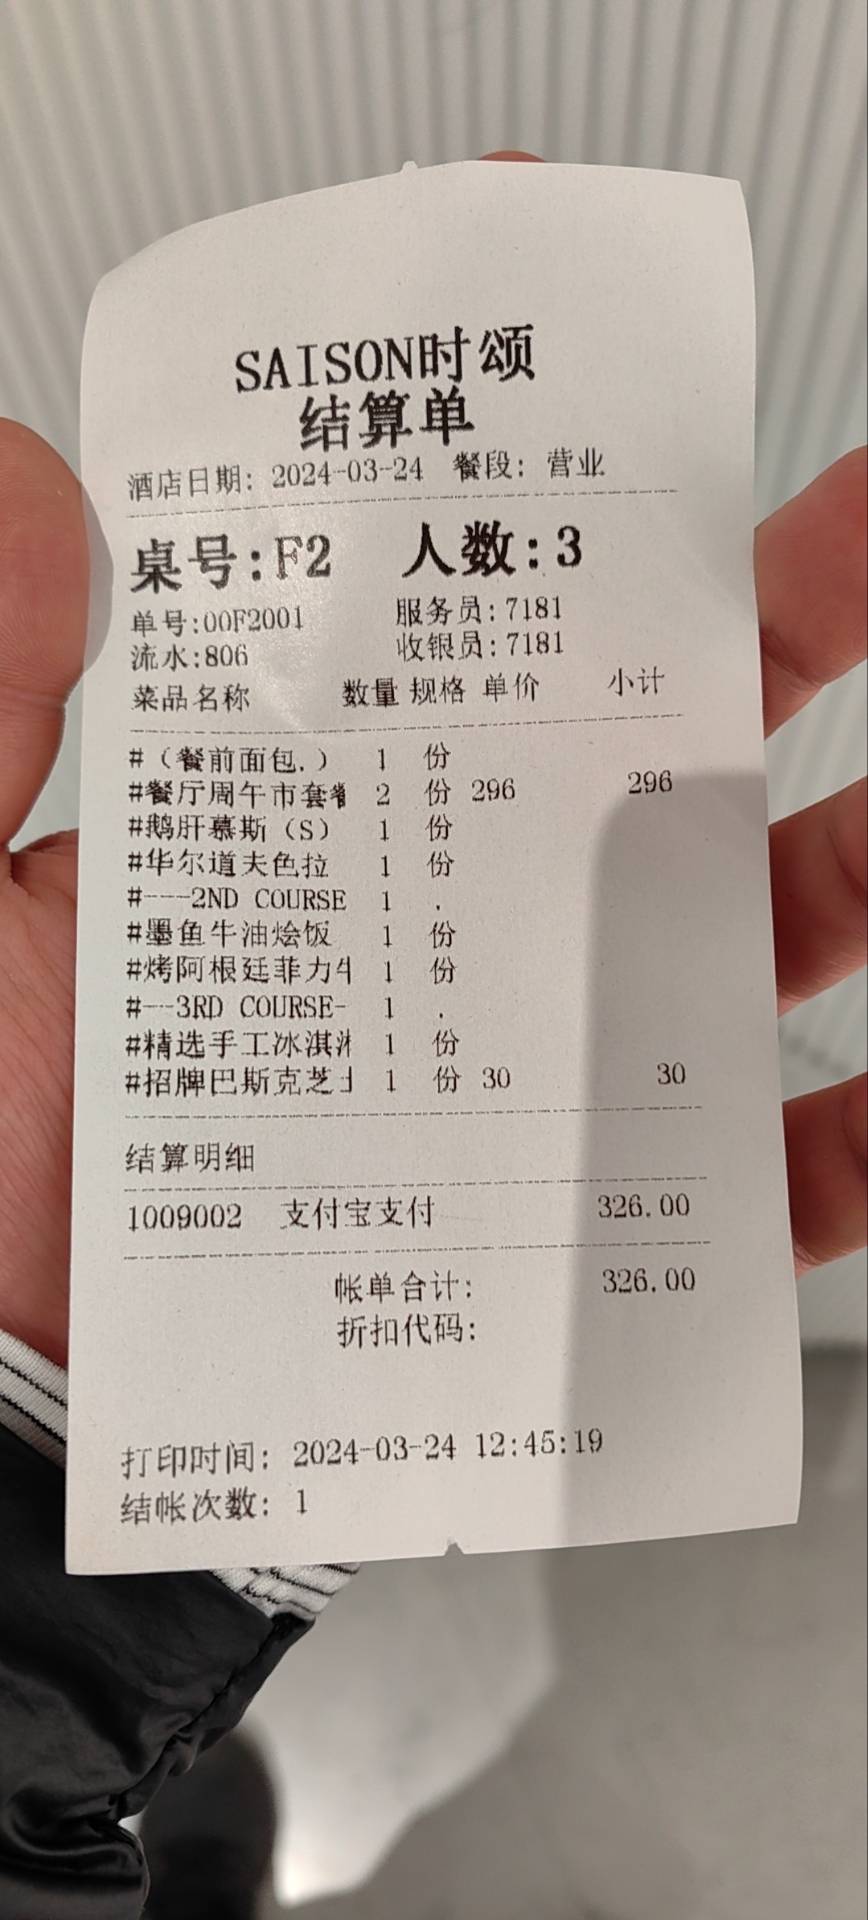 SAISON时颂
结算单
酒店日期: 2024-03-24 餐段: 营业
桌号:F2 人数:3
单号:00F2001 服务员:7181
流水:806 收银员:7181
菜品名称 数量 规格 单价 小计
#（餐前面包.） 1 份
#餐厅周午市套 2 份 296 296
#鹅肝慕斯（S） 1 份
#华尔道夫色拉 1 份
#---2ND COURSE 1 .
#墨鱼牛油烩饭 1 份
#烤阿根廷菲力牛 1 份
#--3RD COURSE- 1 .
#精选手工冰淇淋 1 份
#招牌巴斯克芝士 1 份 30 30
结算明细
1009002 支付宝支付 326.00
帐单合计: 326.00
折扣代码:
打印时间: 2024-03-24 12:45:19
结帐次数: 1